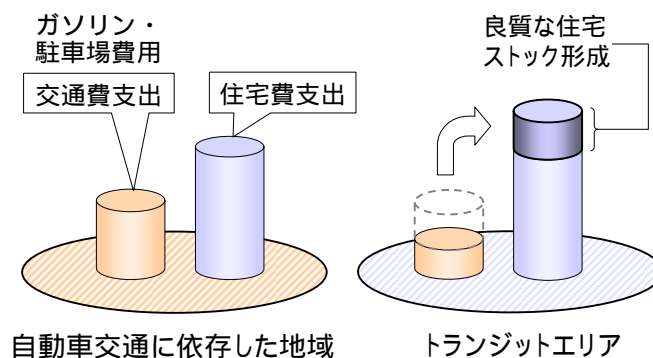 ガソリン・
駐車場費用
交通費支出
住宅費支出
良質な住宅
ストック形成
自動車交通に依存した地域
トランジットエリア